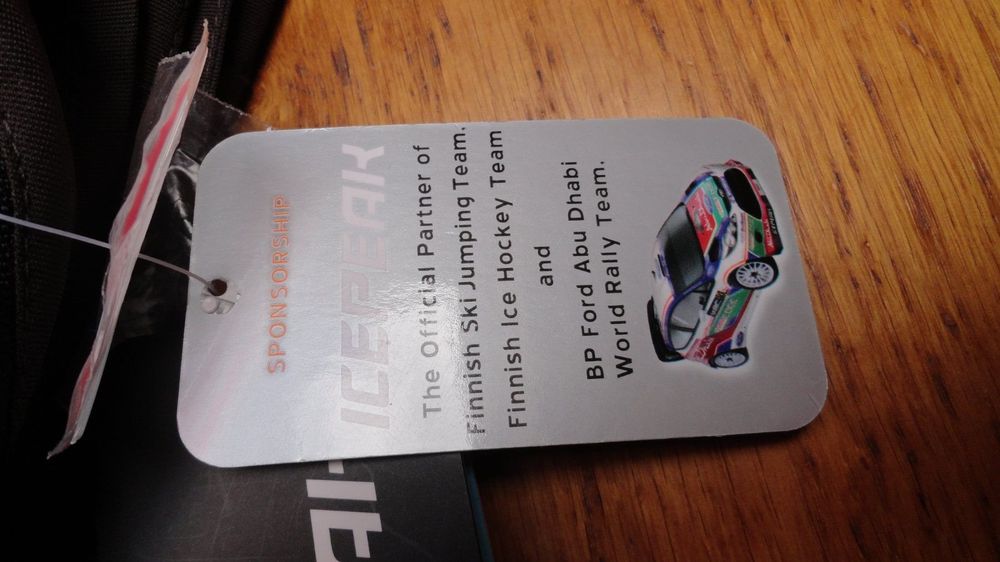 SPONSORSHIP
ICEPEAK
The Official Partner of
Finnish Ski Jumping Team.
Finnish Ice Hockey Team
and
BP Ford Abu Dhabi
World Rally Team.